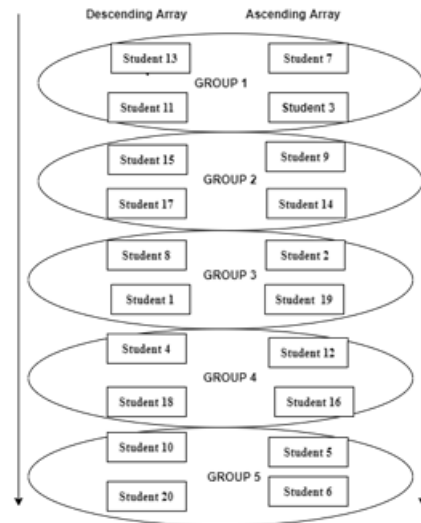 Descending Array Ascending Array
Student 13 Student 7
GROUP 1
Student 11 Student 3
Student 15 Student 9
GROUP 2
Student 17 Student 14
Student 8 Student 2
GROUP 3
Student 1 Student 19
Student 4 Student 12
GROUP 4
Student 18 Student 16
Student 10 Student 5
GROUP 5
Student 20 Student 6